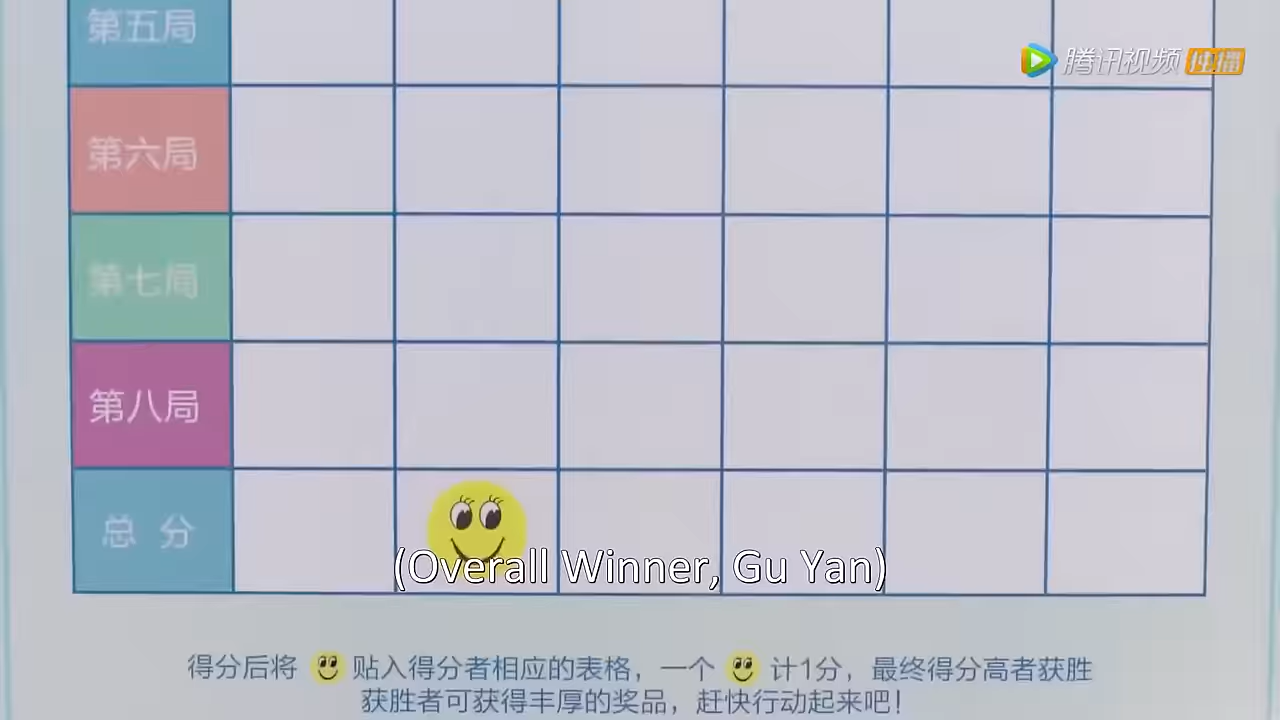 第五局
腾讯视频 独播
第六局
第七局
第八局
总 分
(Overall Winner, Gu Yan)
得分后将 贴入得分者相应的表格，一个 计1分，最终得分高者获胜
获胜者可获得丰厚的奖品，赶快行动起来吧！